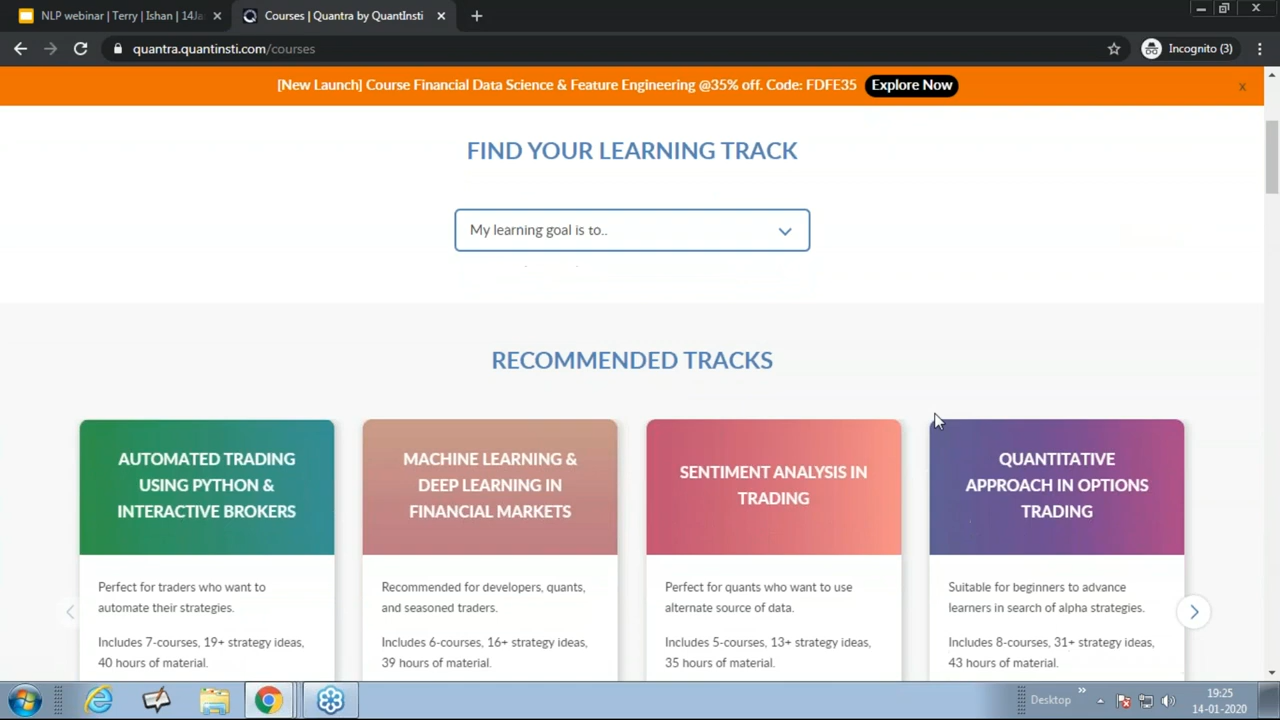 NLP webinar | Terry | Ishan | 14Ja
Courses | Quantra by QuantInsti
quantra.quantinsti.com/courses
Incognito (3)
[New Launch] Course Financial Data Science & Feature Engineering @35% off. Code: FDFE35
Explore Now
x
FIND YOUR LEARNING TRACK
My learning goal is to..
RECOMMENDED TRACKS
AUTOMATED TRADING
USING PYTHON &
INTERACTIVE BROKERS
Perfect for traders who want to
automate their strategies.
Includes 7-courses, 19+ strategy ideas,
40 hours of material.
MACHINE LEARNING &
DEEP LEARNING IN
FINANCIAL MARKETS
Recommended for developers, quants,
and seasoned traders.
Includes 6-courses, 16+ strategy ideas,
39 hours of material.
SENTIMENT ANALYSIS IN
TRADING
Perfect for quants who want to use
alternate source of data.
Includes 5-courses, 13+ strategy ideas,
35 hours of material.
QUANTITATIVE
APPROACH IN OPTIONS
TRADING
Suitable for beginners to advance
learners in search of alpha strategies.
Includes 8-courses, 31+ strategy ideas,
43 hours of material.
Desktop
19:25
14-01-2020